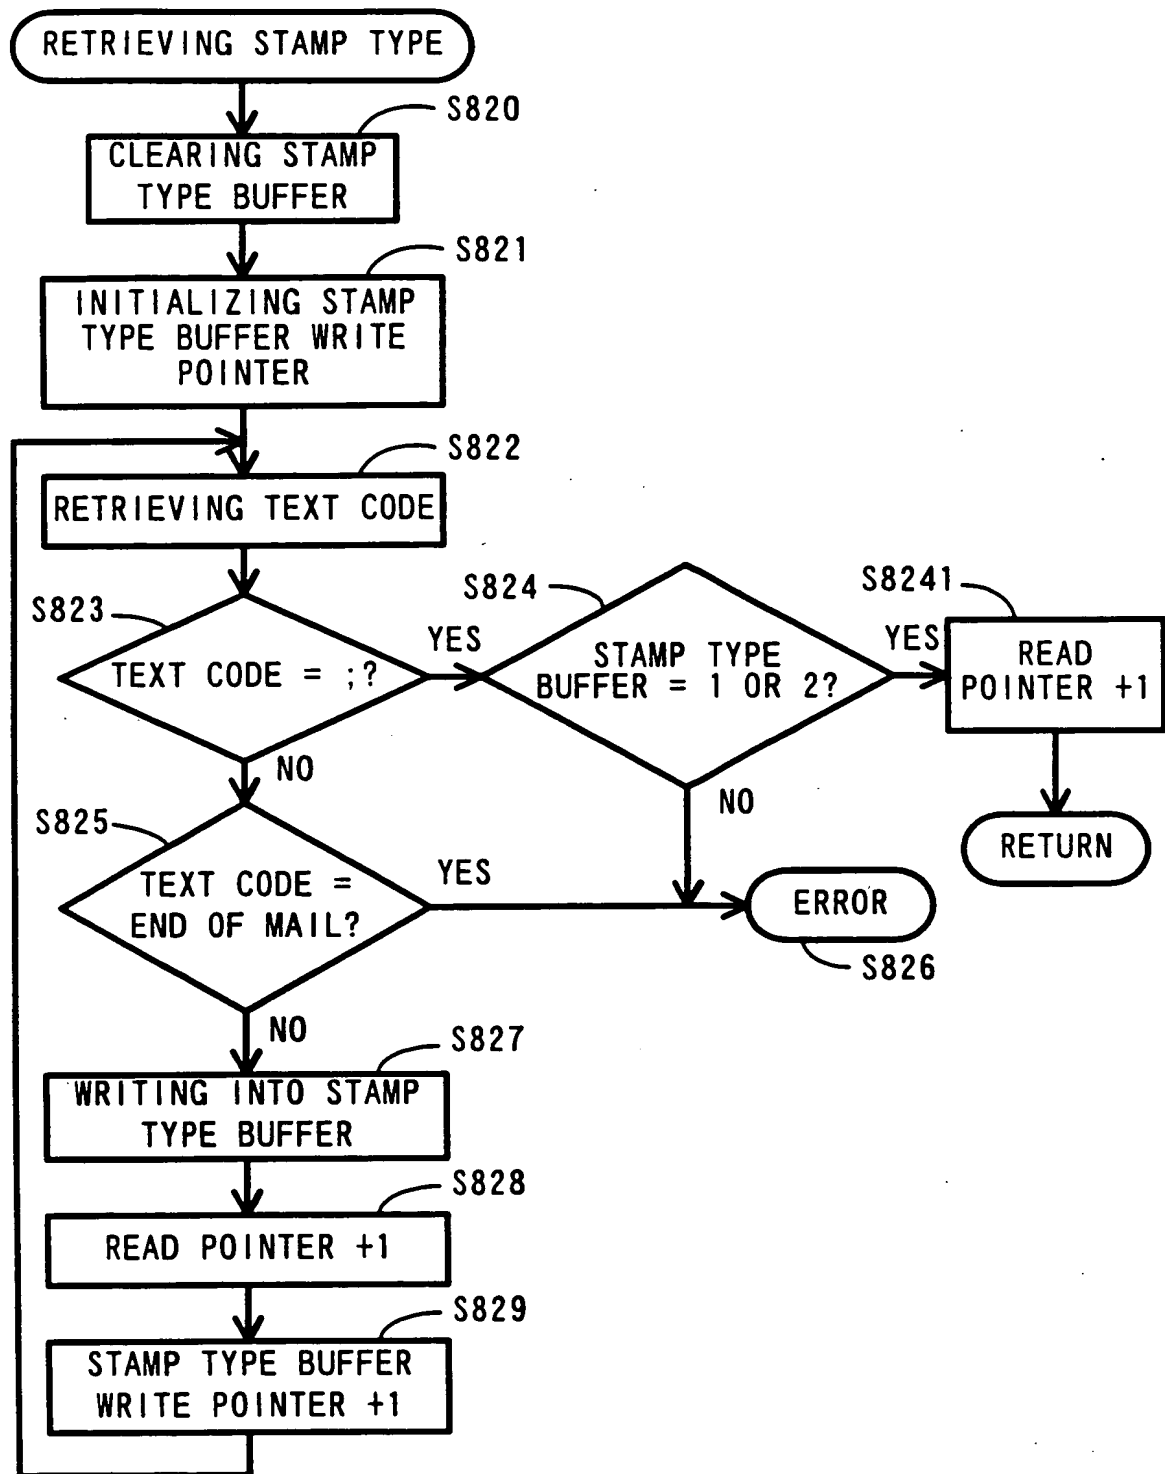 RETRIEVING STAMP TYPE
S820
CLEARING STAMP
TYPE BUFFER
S821
INITIALIZING STAMP
TYPE BUFFER WRITE
POINTER
S822
RETRIEVING TEXT CODE
S823
TEXT CODE = ;?
YES
NO
S824
STAMP TYPE
BUFFER = 1 OR 2?
YES
NO
S8241
READ
POINTER +1
RETURN
S825
TEXT CODE =
END OF MAIL?
YES
NO
ERROR
S826
S827
WRITING INTO STAMP
TYPE BUFFER
S828
READ POINTER +1
S829
STAMP TYPE BUFFER
WRITE POINTER +1